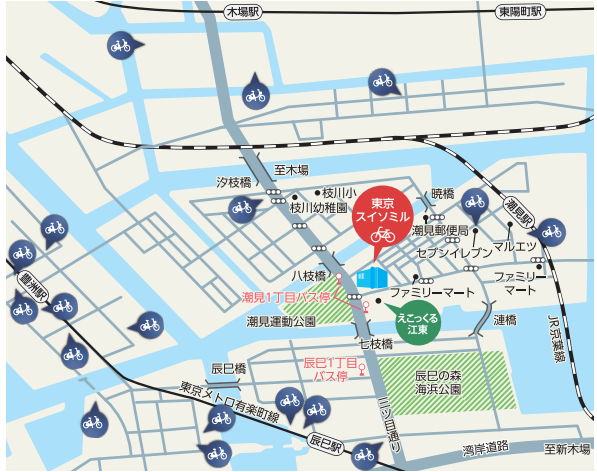 木場駅
東陽町駅
至木場
汐枝橋
枝川小
枝川幼稚園
東京
スイソミル
暁橋
潮見駅
潮見郵便局
セブンイレブン
マルエツ
八枝橋
ファミリー
マート
ファミリーマート
豊洲駅
潮見1丁目バス停
潮見運動公園
えこっくる
江東
漣橋
JR京葉線
七枝橋
辰巳橋
辰巳1丁目
バス停
辰巳の森
海浜公園
東京メトロ有楽町線
三ツ目通り
辰巳駅
湾岸道路
至新木場